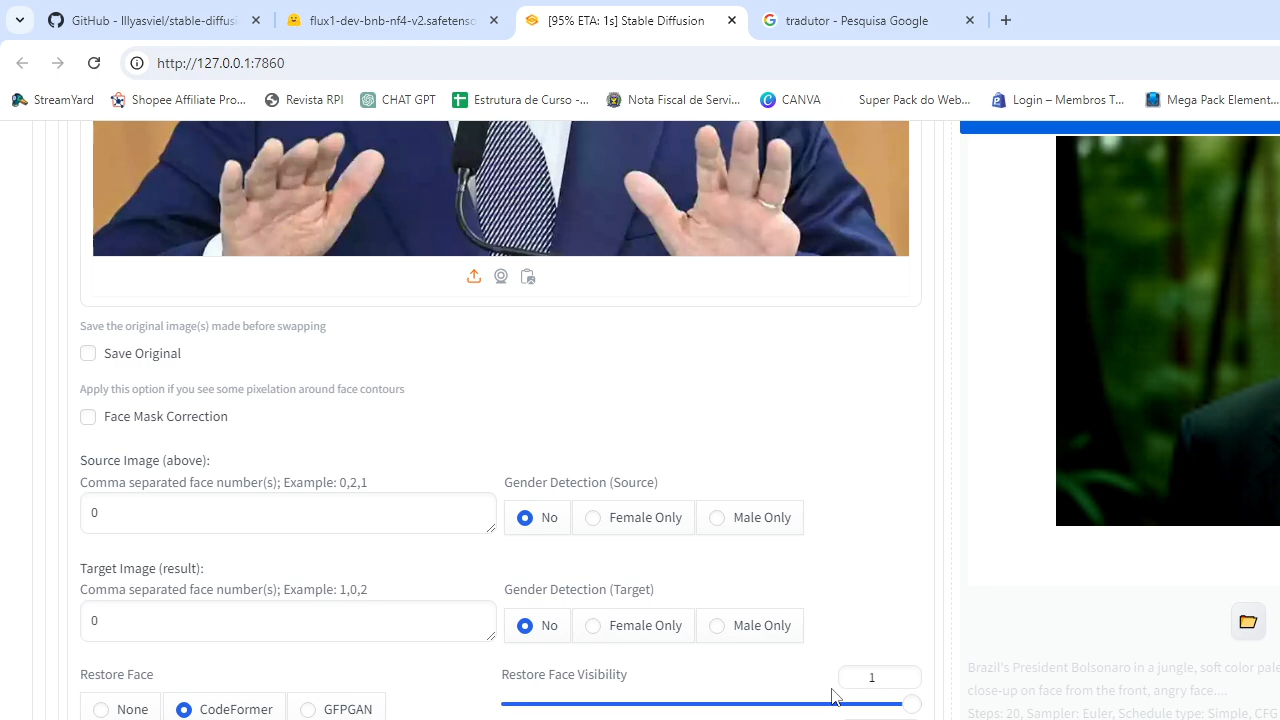 GitHub - lllyasviel/stable-diffus
flux1-dev-bnb-nf4-v2.safetenso
[95% ETA: 1s] Stable Diffusion
tradutor - Pesquisa Google
http://127.0.0.1:7860
StreamYard
Shopee Affiliate Pro...
Revista RPI
CHAT GPT
Estrutura de Curso -...
Nota Fiscal de Servi...
CANVA
Super Pack do Web...
Login – Membros T...
Mega Pack Element...
Save the original image(s) made before swapping
Save Original
Apply this option if you see some pixelation around face contours
Face Mask Correction
Source Image (above):
Comma separated face number(s); Example: 0,2,1
Gender Detection (Source)
0
No
Female Only
Male Only
Target Image (result):
Comma separated face number(s); Example: 1,0,2
Gender Detection (Target)
0
No
Female Only
Male Only
Restore Face
Restore Face Visibility
1
None
CodeFormer
GFPGAN
Brazil's President Bolsonaro in a jungle, soft color pale
close-up on face from the front, angry face....
Steps: 20, Sampler: Euler, Schedule type: Simple, CFG